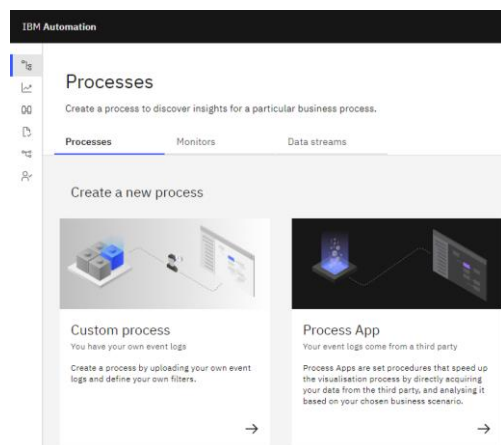 IBM Automation
Processes
Create a process to discover insights for a particular business process.
Processes
Monitors
Data streams
Create a new process
Custom process
You have your own event logs
Create a process by uploading your own event
logs and define your own filters.
Process App
Your event logs come from a third party
Process Apps are set procedures that speed up
the visualisation process by directly acquiring
your data from the third party, and analysing it
based on your chosen business scenario.